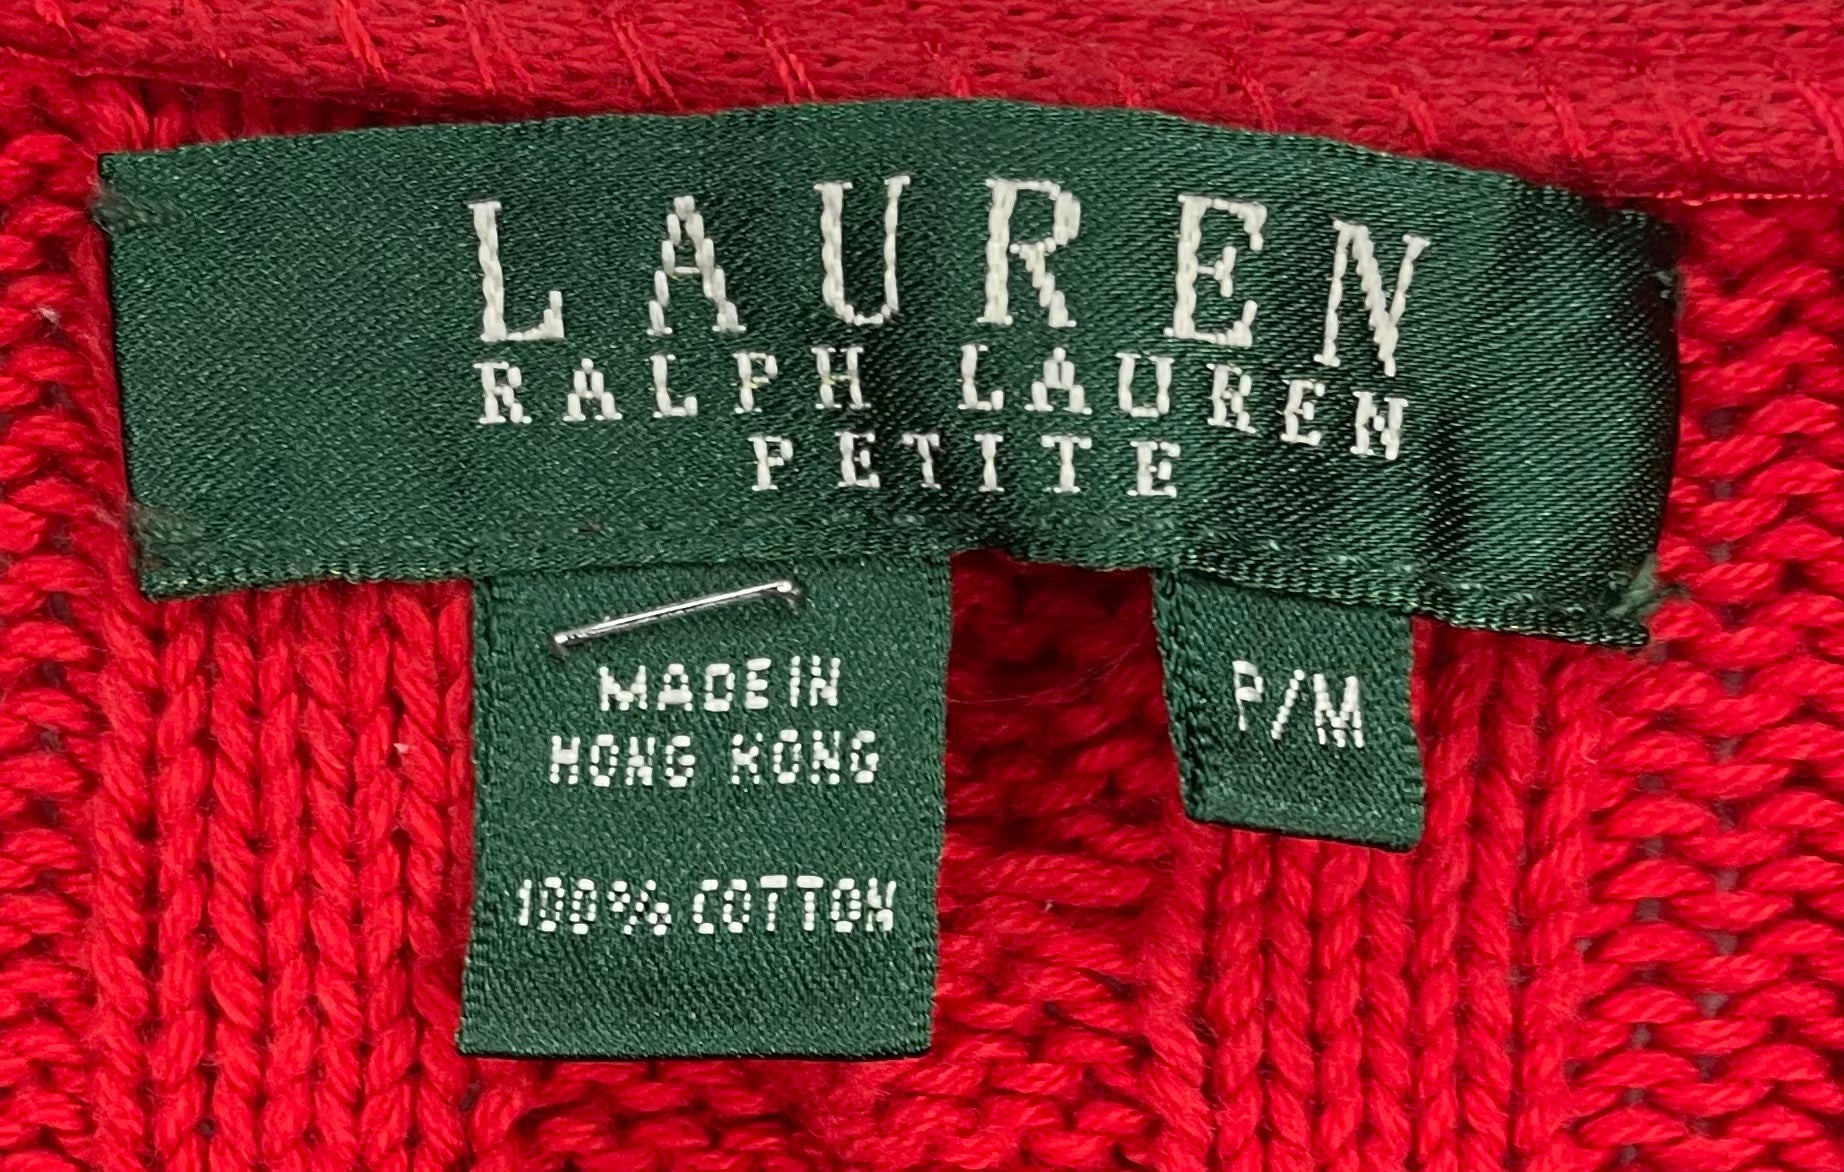 LAUREN
RALPH LAUREN
PETITE
MADE IN
HONG KONG
100% COTTON
P/M